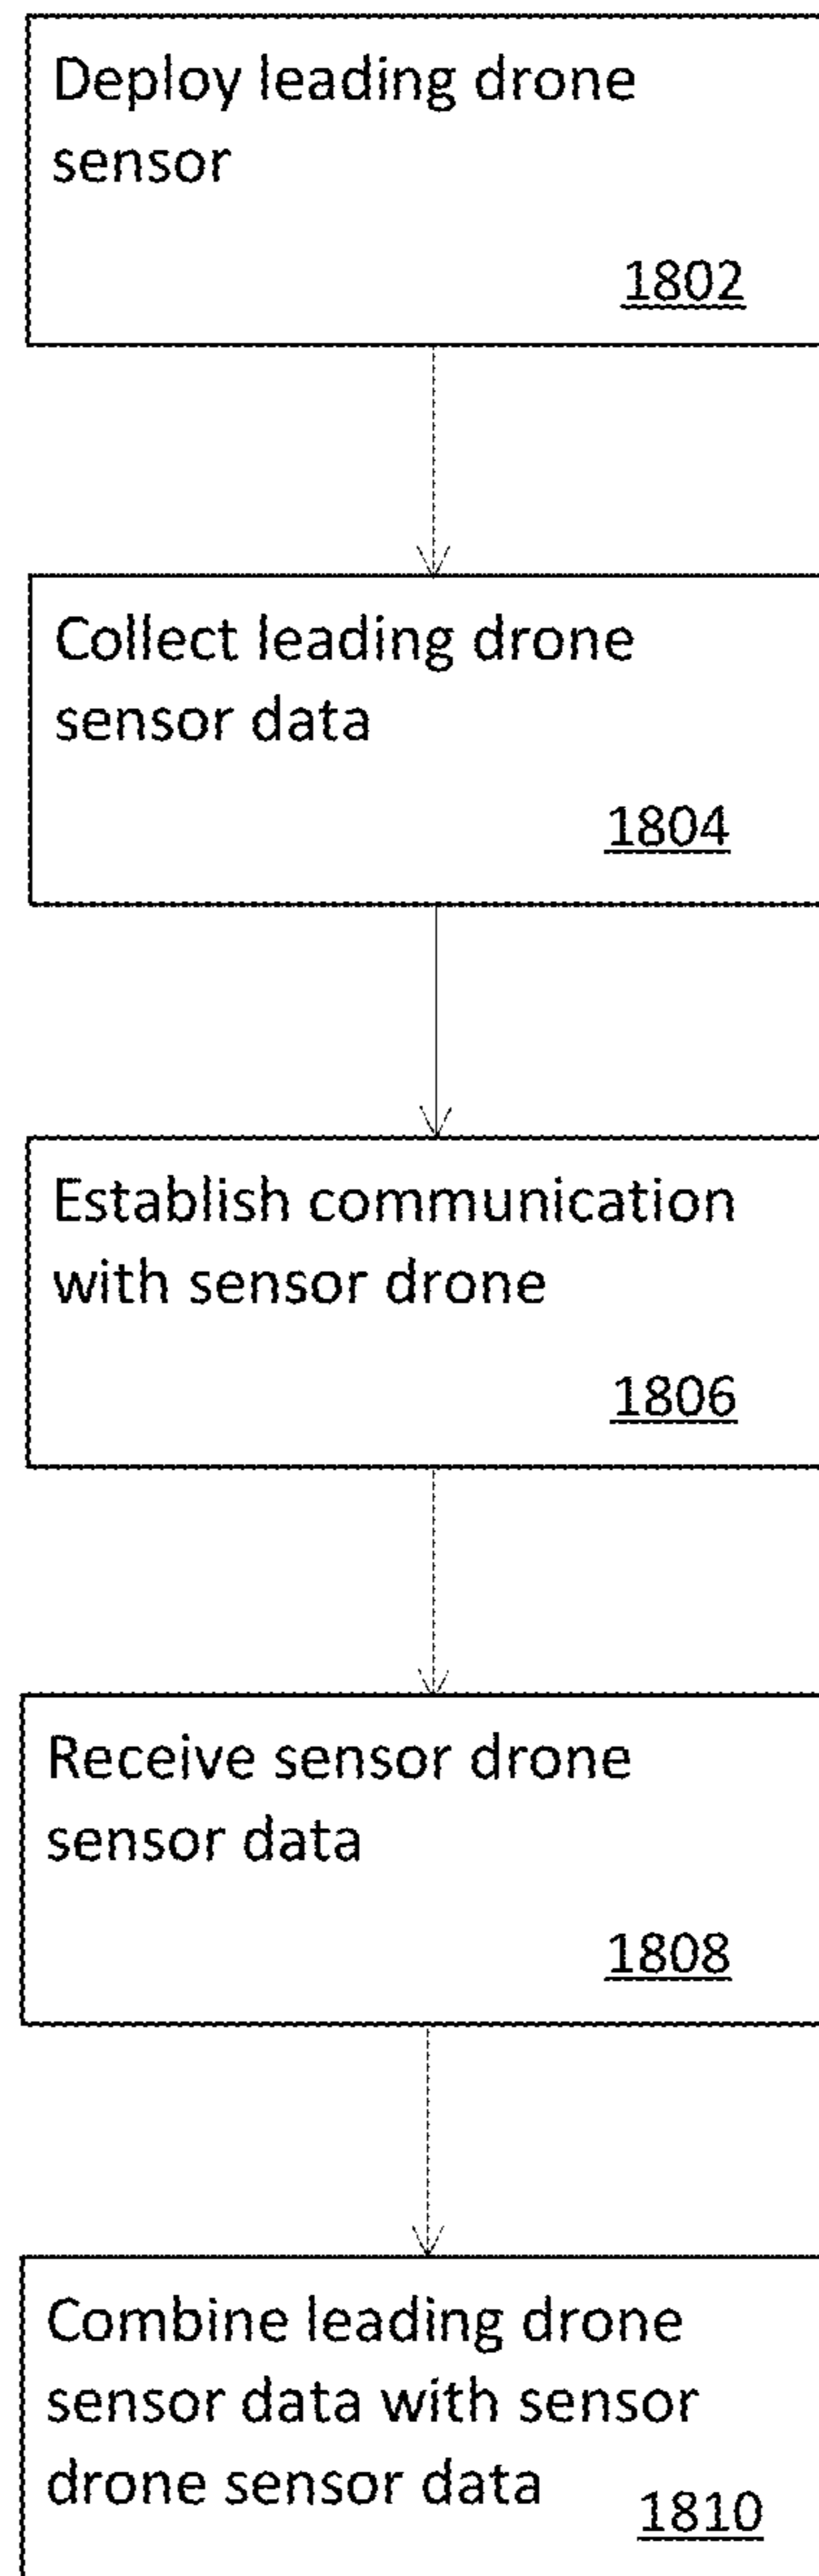 Deploy leading drone
sensor
1802
Collect leading drone
sensor data
1804
Establish communication
with sensor drone
1806
Receive sensor drone
sensor data
1808
Combine leading drone
sensor data with sensor
drone sensor data
1810